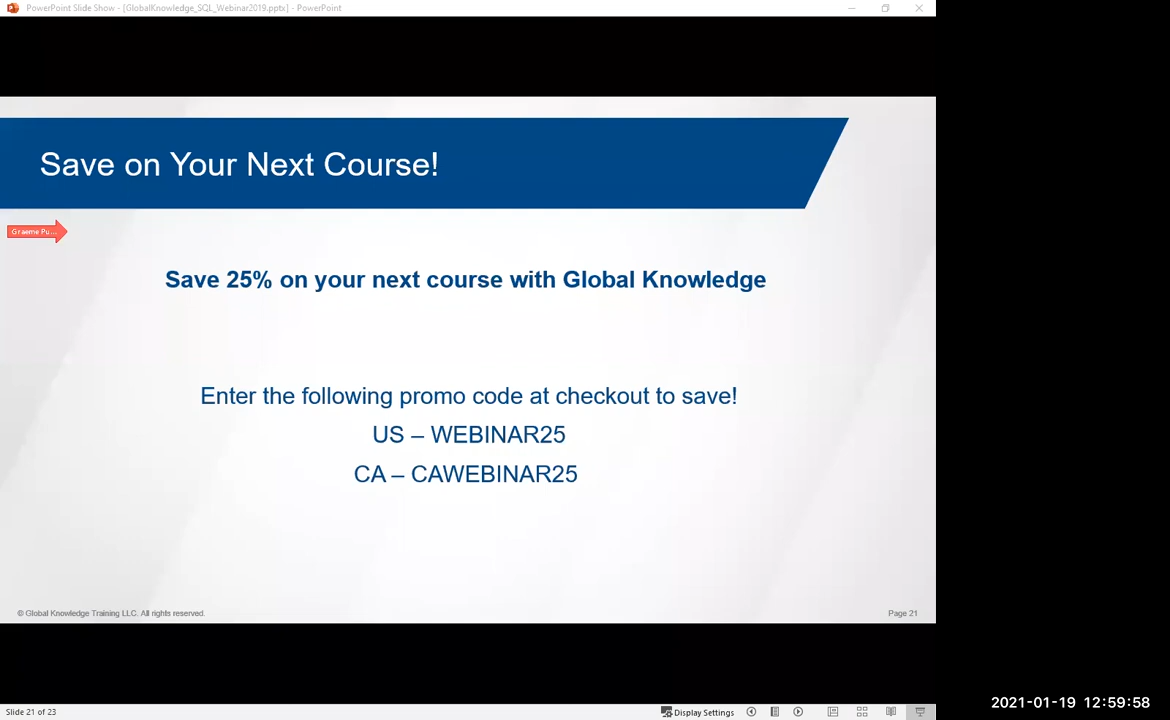 PowerPoint Slide Show - [GlobalKnowledge_SQL_Webinar2019.pptx] - PowerPoint
Save on Your Next Course!
Graeme Pu...
Save 25% on your next course with Global Knowledge
Enter the following promo code at checkout to save!
US – WEBINAR25
CA – CAWEBINAR25
© Global Knowledge Training LLC. All rights reserved.
Page 21
2021-01-19 12:59:58
Slide 21 of 23
Display Settings